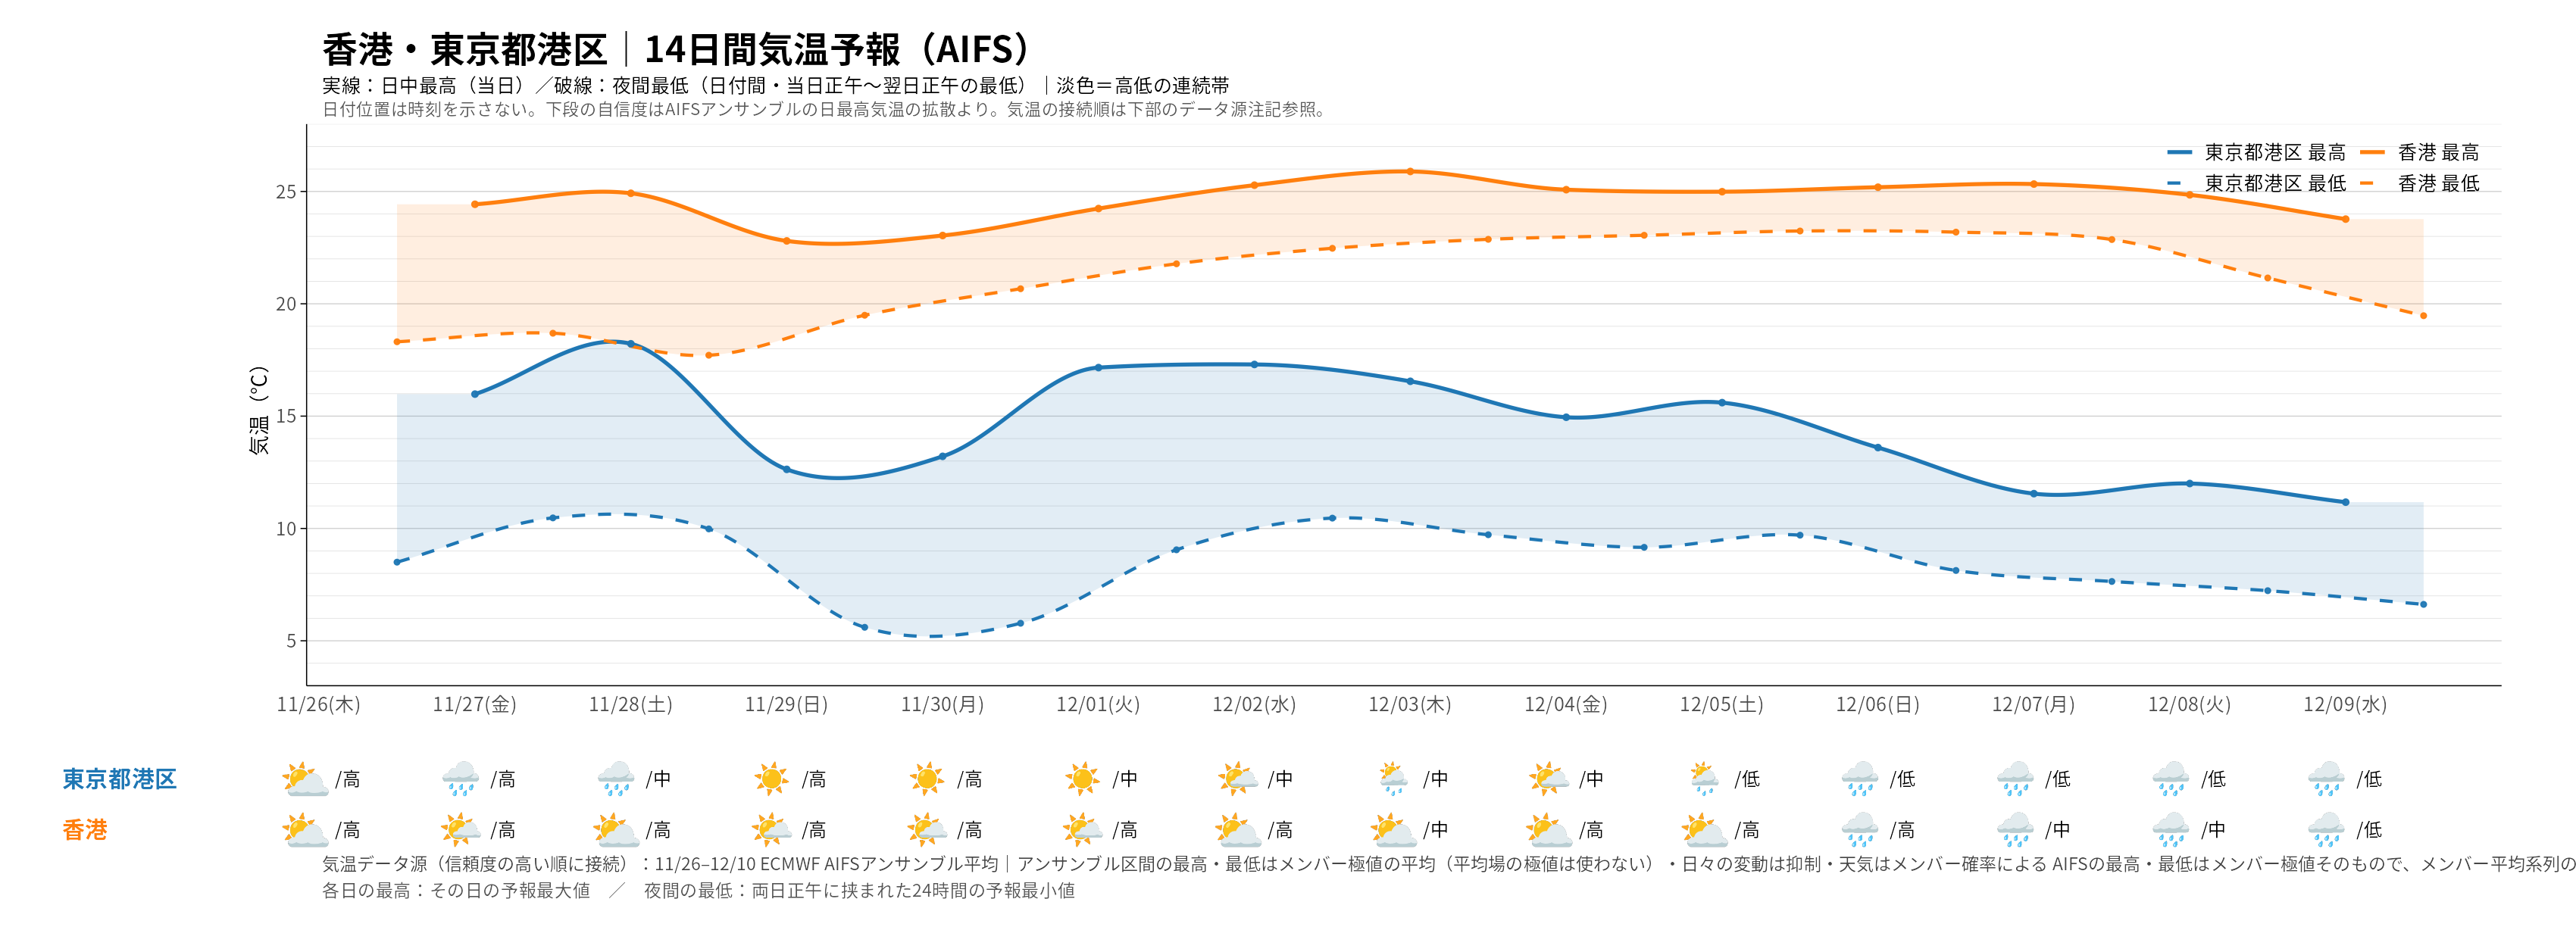 香港・東京都港区｜14日間気温予報（AIFS）
実線：日中最高（当日）／破線：夜間最低（日付間・当日正午～翌日正午の最低）｜淡色＝高低の連続帯
日付位置は時刻を示さない。下段の自信度はAIFSアンサンブルの日最高気温の拡散より。気温の接続順は下部のデータ源注記参照。
東京都港区 最高 香港 最高
東京都港区 最低 香港 最低
気温（°C）
25
20
15
10
5
11/26(木) 11/27(金) 11/28(土) 11/29(日) 11/30(月) 12/01(火) 12/02(水) 12/03(木) 12/04(金) 12/05(土) 12/06(日) 12/07(月) 12/08(火) 12/09(水)
東京都港区 /高 /高 /中 /高 /高 /中 /中 /中 /中 /低 /低 /低 /低 /低
香港 /高 /高 /高 /高 /高 /高 /高 /中 /高 /高 /高 /中 /中 /低
気温データ源（信頼度の高い順に接続）：11/26–12/10 ECMWF AIFSアンサンブル平均｜アンサンブル区間の最高・最低はメンバー極値の平均（平均場の極値は使わない）・日々の変動は抑制・天気はメンバー確率による AIFSの最高・最低はメンバー極値そのもので、メンバー平均系列の
各日の最高：その日の予報最大値　／　夜間の最低：両日正午に挟まれた24時間の予報最小値